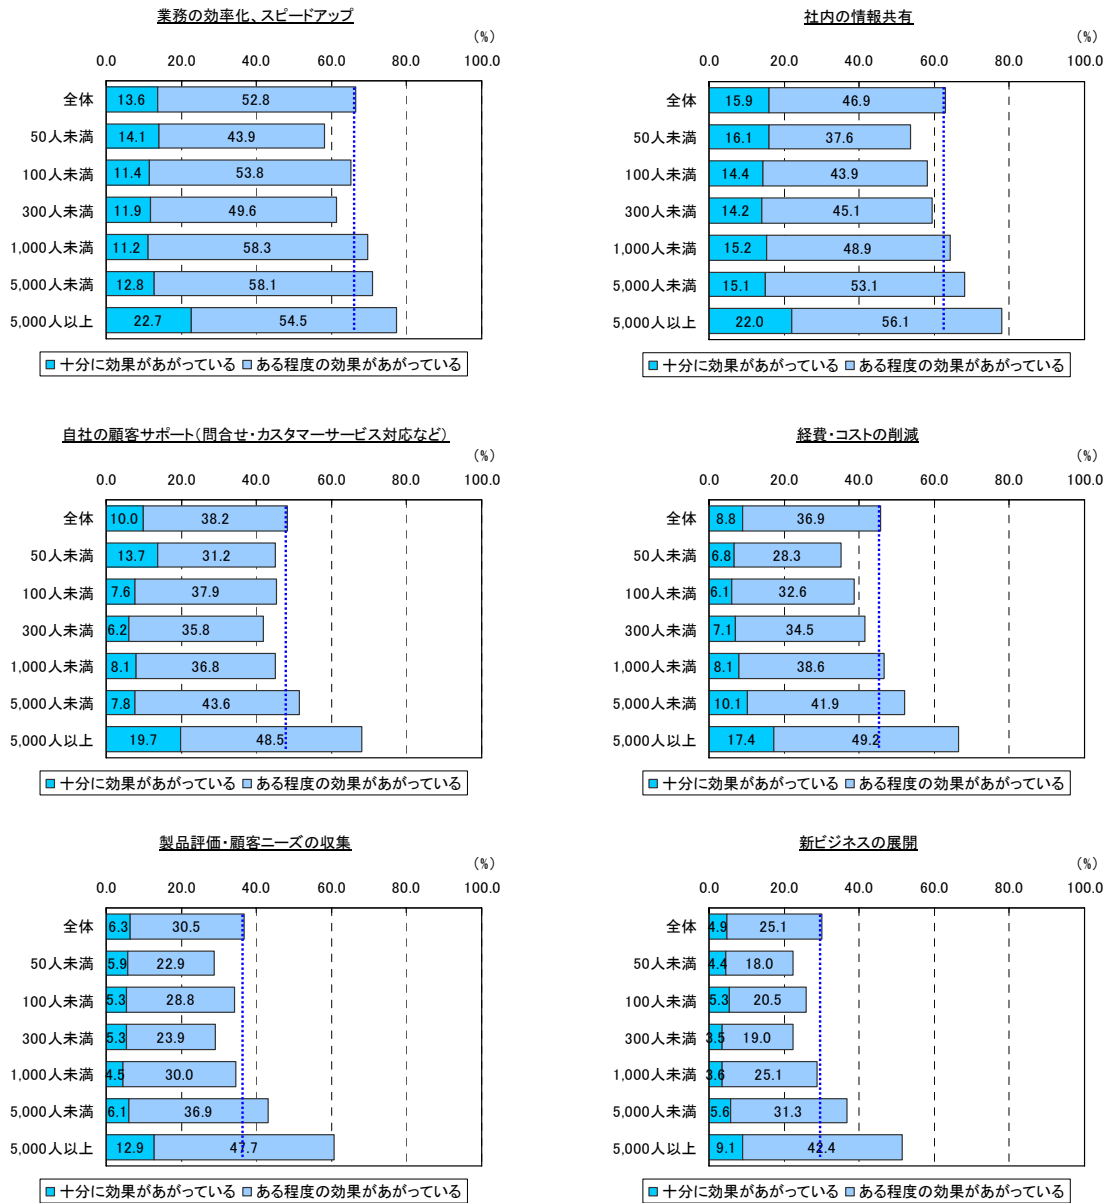 業務の効率化、スピードアップ
(%)
0.0 20.0 40.0 60.0 80.0 100.0
全体 13.6 52.8
50人未満 14.1 43.9
100人未満 11.4 53.8
300人未満 11.9 49.6
1,000人未満 11.2 58.3
5,000人未満 12.8 58.1
5,000人以上 22.7 54.5
十分に効果があがっている ある程度の効果があがっている
社内の情報共有
(%)
0.0 20.0 40.0 60.0 80.0 100.0
全体 15.9 46.9
50人未満 16.1 37.6
100人未満 14.4 43.9
300人未満 14.2 45.1
1,000人未満 15.2 48.9
5,000人未満 15.1 53.1
5,000人以上 22.0 56.1
十分に効果があがっている ある程度の効果があがっている
自社の顧客サポート(問合せ・カスタマーサービス対応など)
(%)
0.0 20.0 40.0 60.0 80.0 100.0
全体 10.0 38.2
50人未満 13.7 31.2
100人未満 7.6 37.9
300人未満 6.2 35.8
1,000人未満 8.1 36.8
5,000人未満 7.8 43.6
5,000人以上 19.7 48.5
十分に効果があがっている ある程度の効果があがっている
経費・コストの削減
(%)
0.0 20.0 40.0 60.0 80.0 100.0
全体 8.8 36.9
50人未満 6.8 28.3
100人未満 6.1 32.6
300人未満 7.1 34.5
1,000人未満 8.1 38.6
5,000人未満 10.1 41.9
5,000人以上 17.4 49.2
十分に効果があがっている ある程度の効果があがっている
製品評価・顧客ニーズの収集
(%)
0.0 20.0 40.0 60.0 80.0 100.0
全体 6.3 30.5
50人未満 5.9 22.9
100人未満 5.3 28.8
300人未満 5.3 23.9
1,000人未満 4.5 30.0
5,000人未満 6.1 36.9
5,000人以上 12.9 47.7
十分に効果があがっている ある程度の効果があがっている
新ビジネスの展開
(%)
0.0 20.0 40.0 60.0 80.0 100.0
全体 4.9 25.1
50人未満 4.4 18.0
100人未満 5.3 20.5
300人未満 3.5 19.0
1,000人未満 3.6 25.1
5,000人未満 5.6 31.3
5,000人以上 9.1 42.4
十分に効果があがっている ある程度の効果があがっている